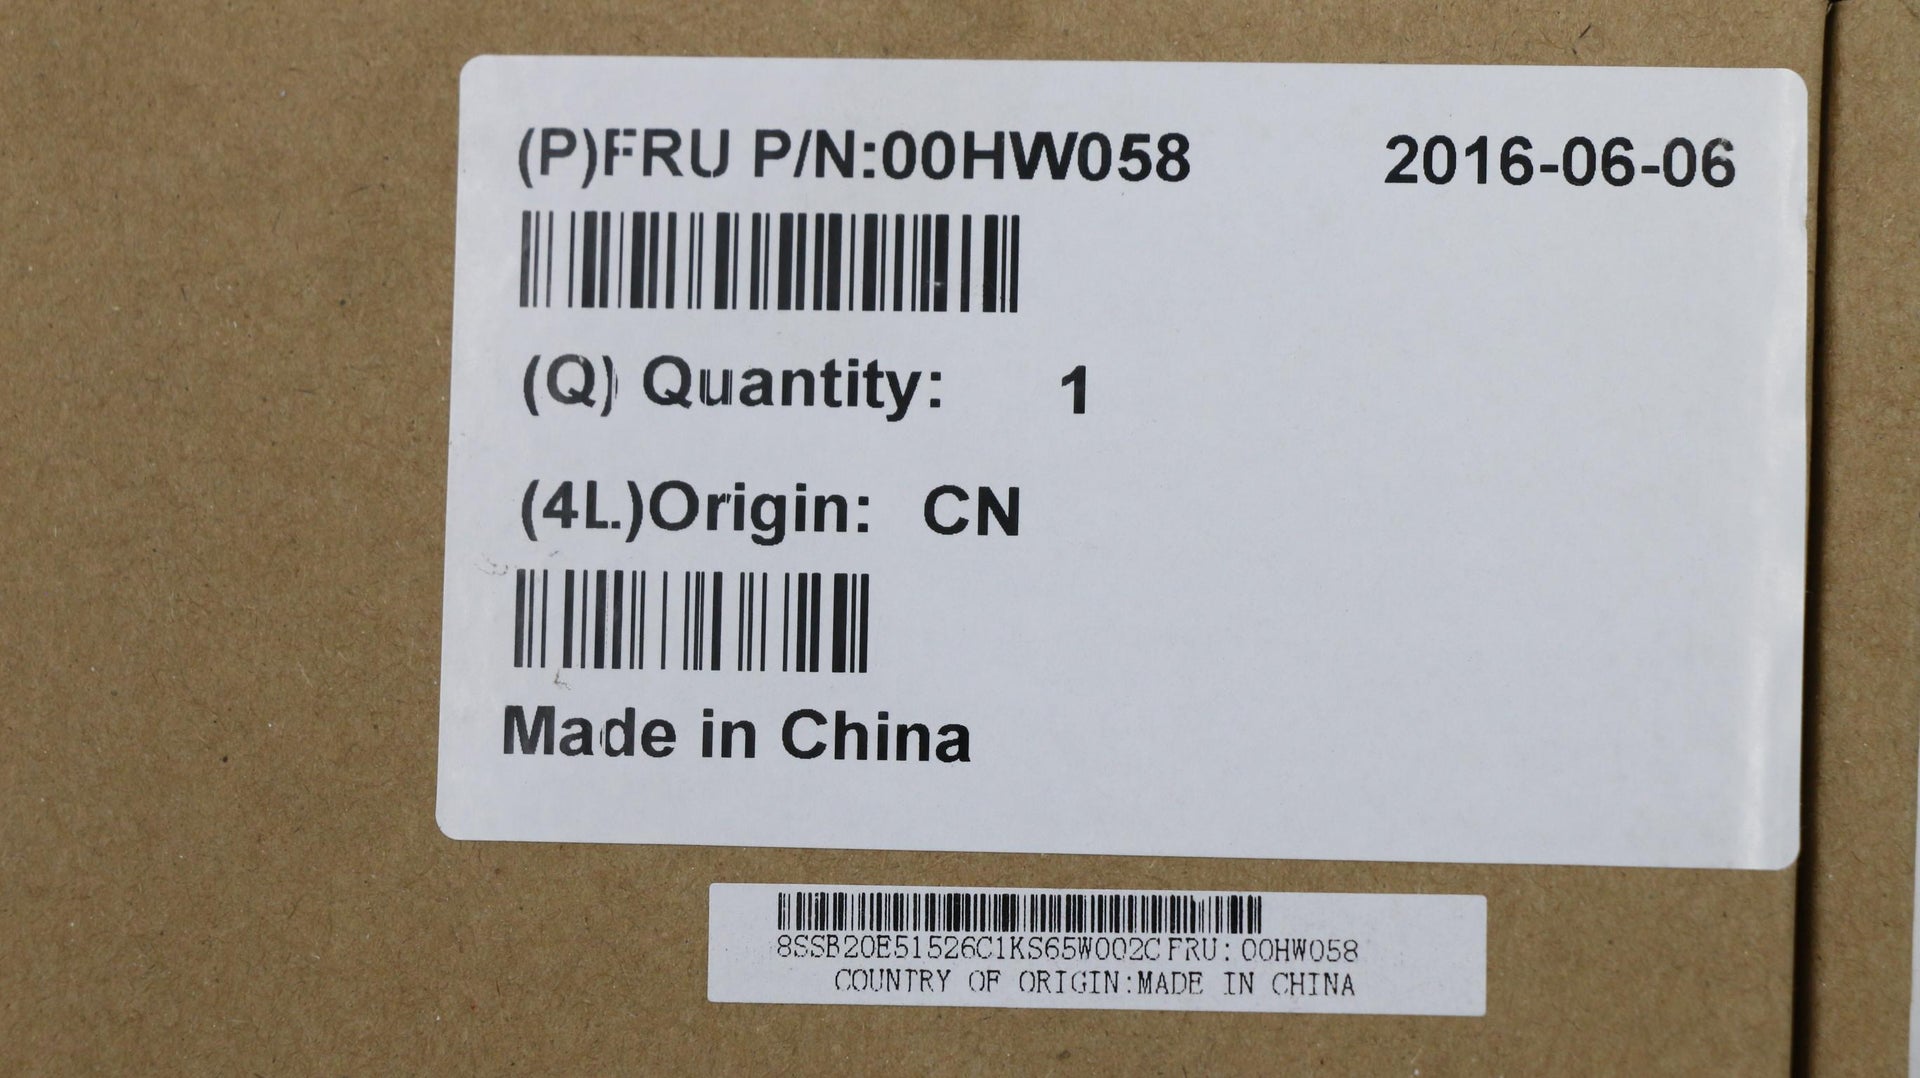 (P)FRU P/N:00HW058 2016-06-06
(Q) Quantity: 1
(4L)Origin: CN
Made in China
8SSB20E51526C1KS65W002C FRU: 00HW058
COUNTRY OF ORIGIN:MADE IN CHINA